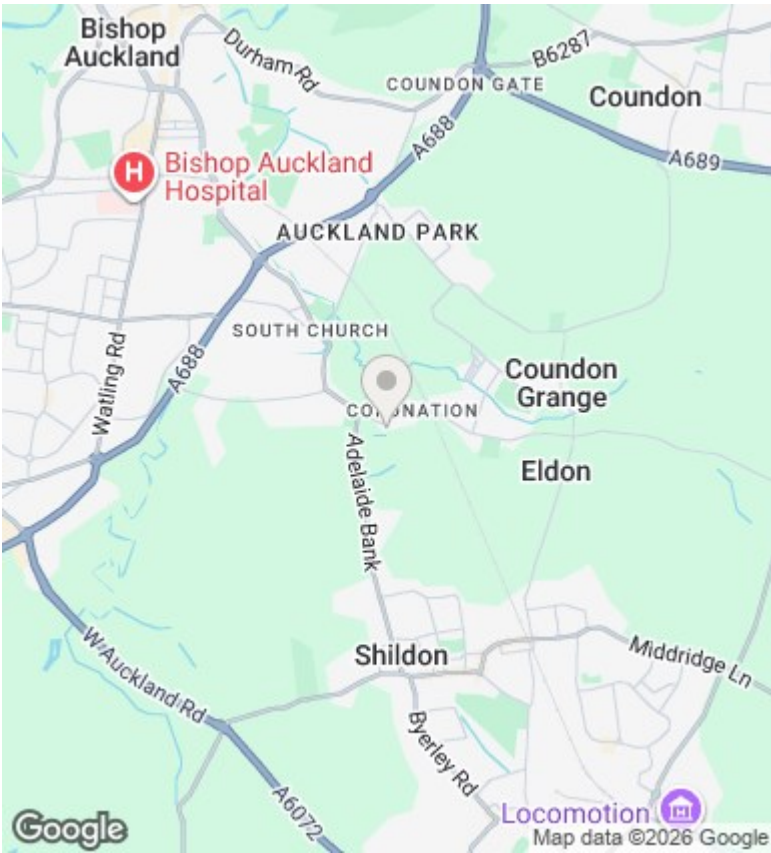 Bishop
Auckland
Durham Rd
B6287
COUNDON GATE
Coundon
A688
A689
H
Bishop Auckland
Hospital
AUCKLAND PARK
SOUTH CHURCH
A688
Watling Rd
Coundon
Grange
CORONATION
Adelaide Bank
Eldon
Shildon
Middridge Ln
W Auckland Rd
Byerley Rd
A6072
Locomotion
Google
Map data ©2026 Google